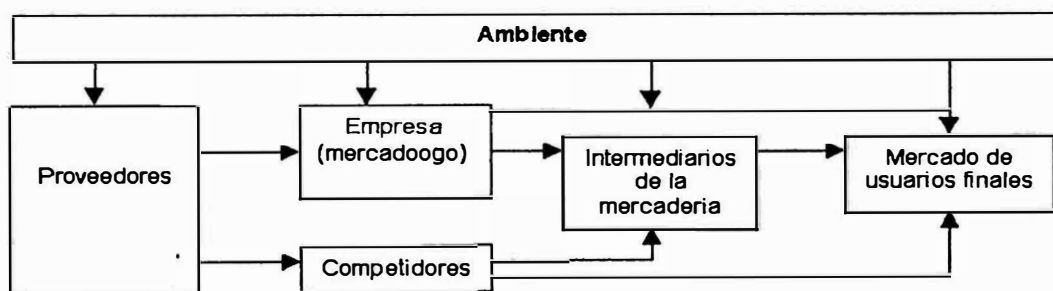 Ambiente
Proveedores
Empresa
(mercadoogo)
Intermediarios
de la
mercaderia
Mercado de
usuarios finales
Competidores